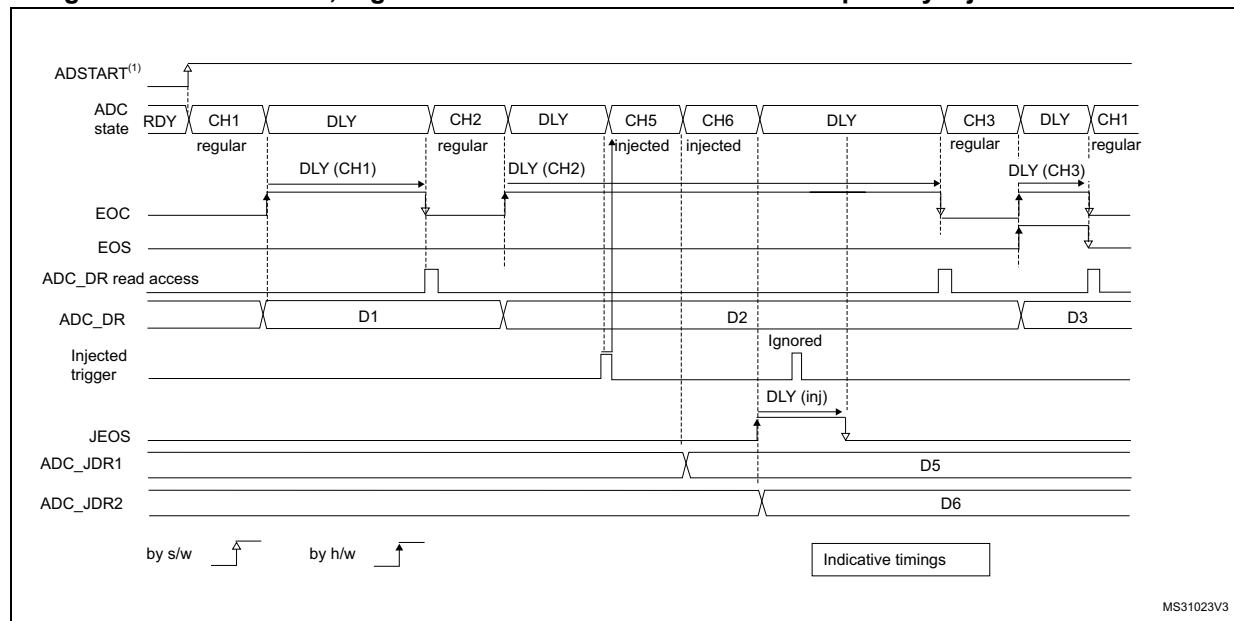 ADSTART(1)
ADC state RDY CH1 DLY CH2 DLY CH5 CH6 DLY CH3 DLY CH1
regular regular injected injected regular regular
DLY (CH1) DLY (CH2) DLY (CH3)
EOC
EOS
ADC_DR read access
ADC_DR D1 D2 D3
Injected trigger Ignored
DLY (inj)
JEOS
ADC_JDR1 D5
ADC_JDR2 D6
by s/w by h/w Indicative timings
MS31023V3